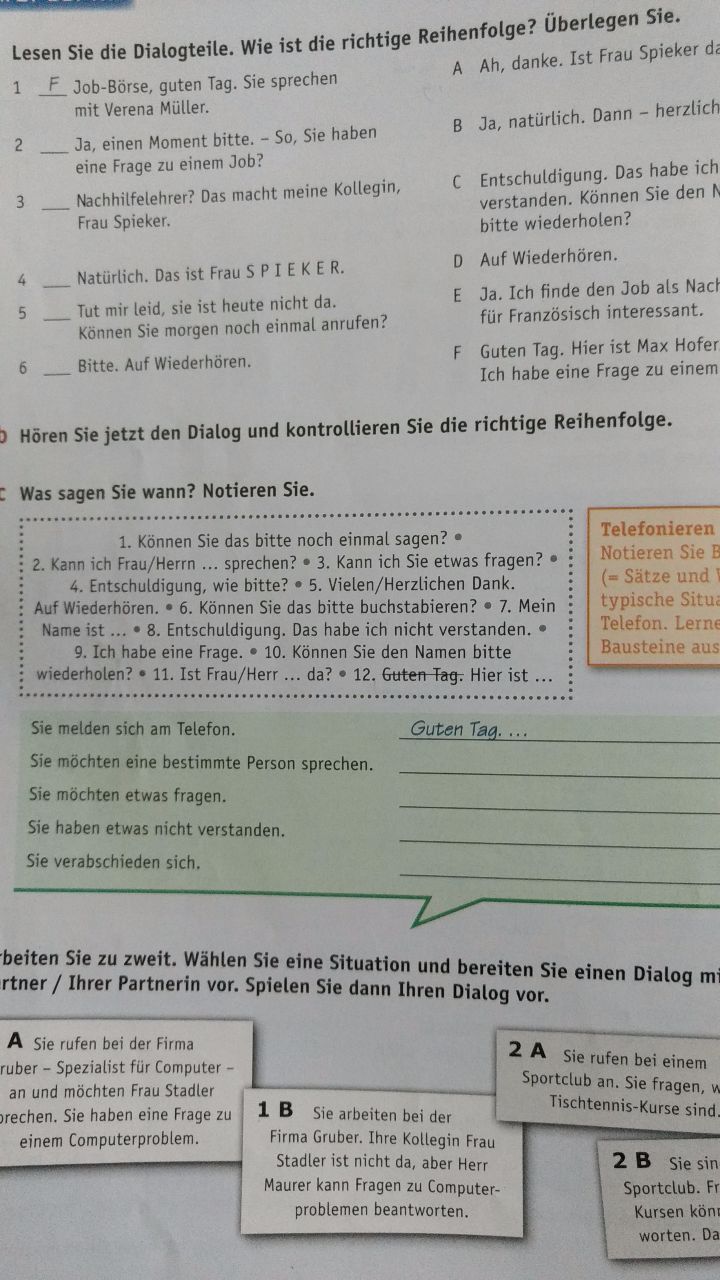 Lesen Sie die Dialogteile. Wie ist die richtige Reihenfolge? Überlegen Sie.
1 F Job-Börse, guten Tag. Sie sprechen
mit Verena Müller.
2 ___ Ja, einen Moment bitte. – So, Sie haben
eine Frage zu einem Job?
3 ___ Nachhilfelehrer? Das macht meine Kollegin,
Frau Spieker.
4 ___ Natürlich. Das ist Frau S P I E K E R.
5 ___ Tut mir leid, sie ist heute nicht da.
Können Sie morgen noch einmal anrufen?
6 ___ Bitte. Auf Wiederhören.
A Ah, danke. Ist Frau Spieker da
B Ja, natürlich. Dann – herzlich
C Entschuldigung. Das habe ich
verstanden. Können Sie den N
bitte wiederholen?
D Auf Wiederhören.
E Ja. Ich finde den Job als Nach
für Französisch interessant.
F Guten Tag. Hier ist Max Hofer.
Ich habe eine Frage zu einem
b Hören Sie jetzt den Dialog und kontrollieren Sie die richtige Reihenfolge.
c Was sagen Sie wann? Notieren Sie.
1. Können Sie das bitte noch einmal sagen? •
2. Kann ich Frau/Herrn ... sprechen? • 3. Kann ich Sie etwas fragen? •
4. Entschuldigung, wie bitte? • 5. Vielen/Herzlichen Dank.
Auf Wiederhören. • 6. Können Sie das bitte buchstabieren? • 7. Mein
Name ist ... • 8. Entschuldigung. Das habe ich nicht verstanden. •
9. Ich habe eine Frage. • 10. Können Sie den Namen bitte
wiederholen? • 11. Ist Frau/Herr ... da? • 12. Guten Tag. Hier ist ...
Telefonieren
Notieren Sie B
(= Sätze und
typische Situa
Telefon. Lerne
Bausteine aus
Sie melden sich am Telefon. Guten Tag. ...
Sie möchten eine bestimmte Person sprechen.
Sie möchten etwas fragen.
Sie haben etwas nicht verstanden.
Sie verabschieden sich.
rbeiten Sie zu zweit. Wählen Sie eine Situation und bereiten Sie einen Dialog mi
rtner / Ihrer Partnerin vor. Spielen Sie dann Ihren Dialog vor.
A Sie rufen bei der Firma
ruber – Spezialist für Computer –
an und möchten Frau Stadler
prechen. Sie haben eine Frage zu
einem Computerproblem.
1 B Sie arbeiten bei der
Firma Gruber. Ihre Kollegin Frau
Stadler ist nicht da, aber Herr
Maurer kann Fragen zu Computer-
problemen beantworten.
2 A Sie rufen bei einem
Sportclub an. Sie fragen, w
Tischtennis-Kurse sind.
2 B Sie sin
Sportclub. Fr
Kursen könn
worten. Da